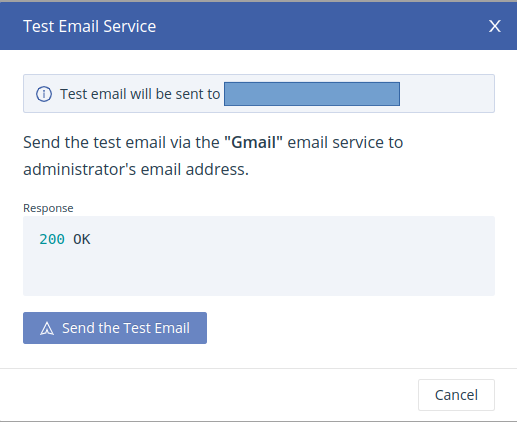 Test Email Service X
Test email will be sent to
Send the test email via the "Gmail" email service to
administrator's email address.
Response
200 OK
Send the Test Email
Cancel